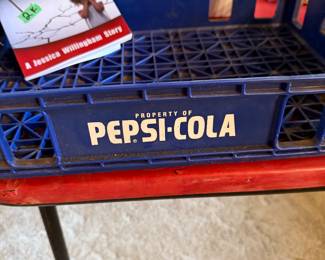 A Jessica Willingham Story
PROPERTY OF
PEPSI-COLA